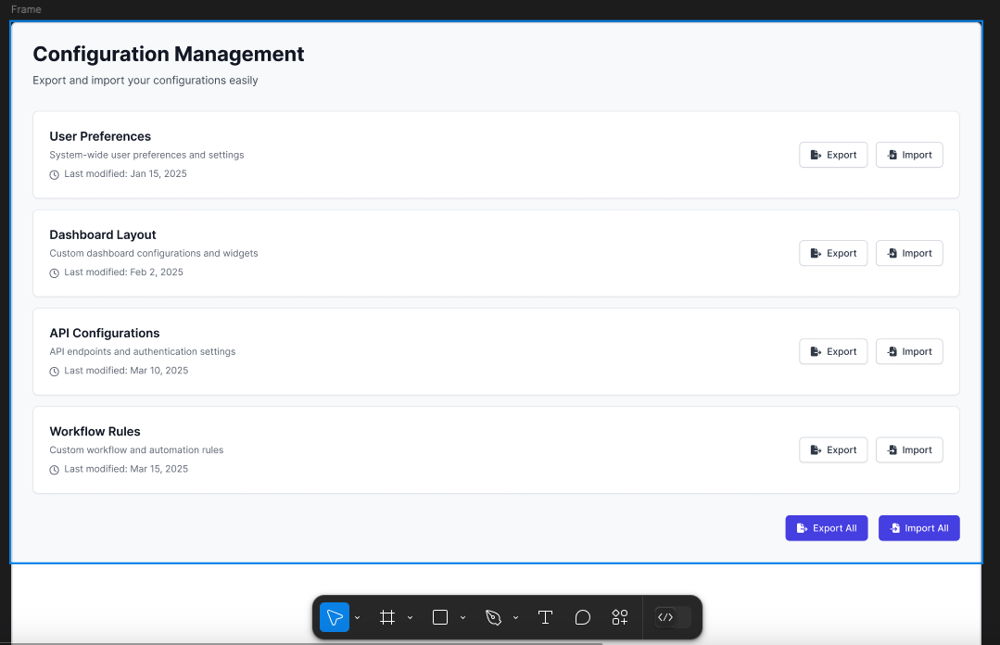 Frame
Configuration Management
Export and import your configurations easily
User Preferences
System-wide user preferences and settings
Last modified: Jan 15, 2025
Export
Import
Dashboard Layout
Custom dashboard configurations and widgets
Last modified: Feb 2, 2025
Export
Import
API Configurations
API endpoints and authentication settings
Last modified: Mar 10, 2025
Export
Import
Workflow Rules
Custom workflow and automation rules
Last modified: Mar 15, 2025
Export
Import
Export All
Import All